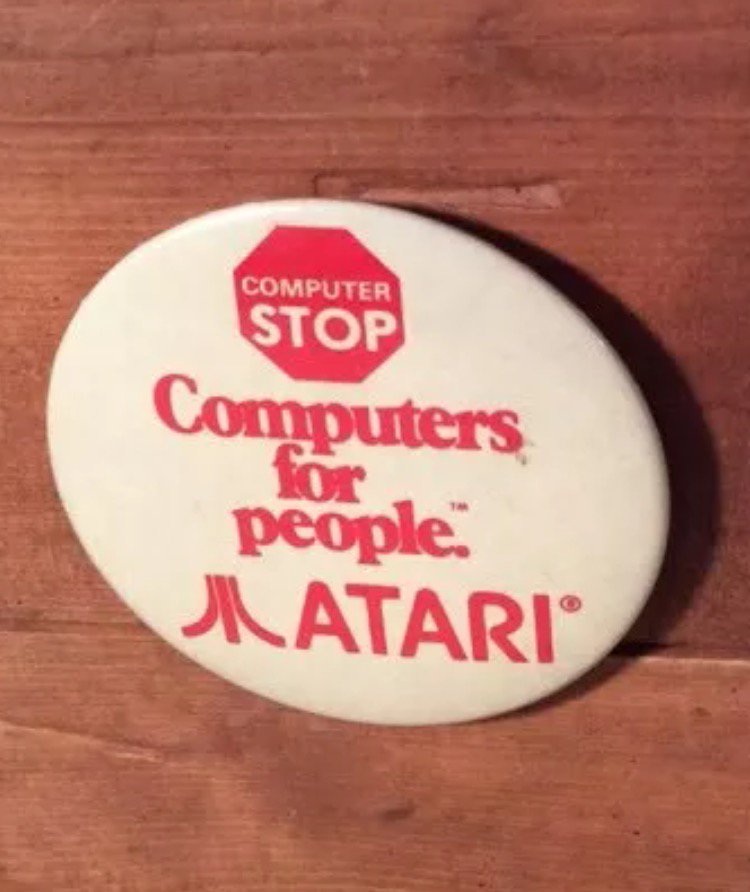 COMPUTER
STOP
Computers
for
people.™
ATARI®